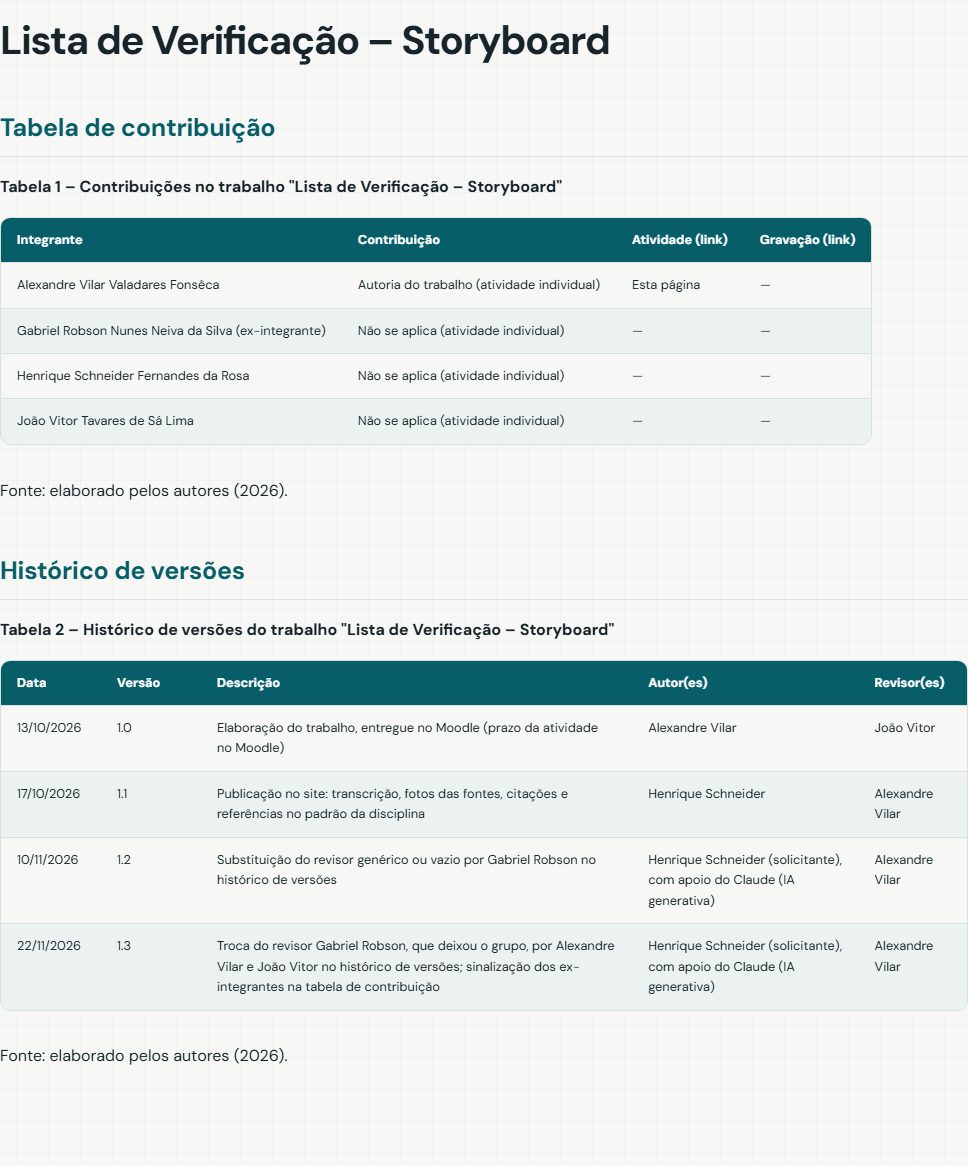 Lista de Verificação – Storyboard
Tabela de contribuição
Tabela 1 – Contribuições no trabalho "Lista de Verificação – Storyboard"
Integrante Contribuição Atividade (link) Gravação (link)
Alexandre Vilar Valadares Fonsêca Autoria do trabalho (atividade individual) Esta página —
Gabriel Robson Nunes Neiva da Silva (ex-integrante) Não se aplica (atividade individual) — —
Henrique Schneider Fernandes da Rosa Não se aplica (atividade individual) — —
João Vitor Tavares de Sá Lima Não se aplica (atividade individual) — —
Fonte: elaborado pelos autores (2026).
Histórico de versões
Tabela 2 – Histórico de versões do trabalho "Lista de Verificação – Storyboard"
Data Versão Descrição Autor(es) Revisor(es)
13/10/2026 1.0 Elaboração do trabalho, entregue no Moodle (prazo da atividade Alexandre Vilar João Vitor
no Moodle)
17/10/2026 1.1 Publicação no site: transcrição, fotos das fontes, citações e Henrique Schneider Alexandre
referências no padrão da disciplina Vilar
10/11/2026 1.2 Substituição do revisor genérico ou vazio por Gabriel Robson no Henrique Schneider (solicitante), Alexandre
histórico de versões com apoio do Claude (IA Vilar
generativa)
22/11/2026 1.3 Troca do revisor Gabriel Robson, que deixou o grupo, por Alexandre Henrique Schneider (solicitante), Alexandre
Vilar e João Vitor no histórico de versões; sinalização dos ex- com apoio do Claude (IA Vilar
integrantes na tabela de contribuição generativa)
Fonte: elaborado pelos autores (2026).